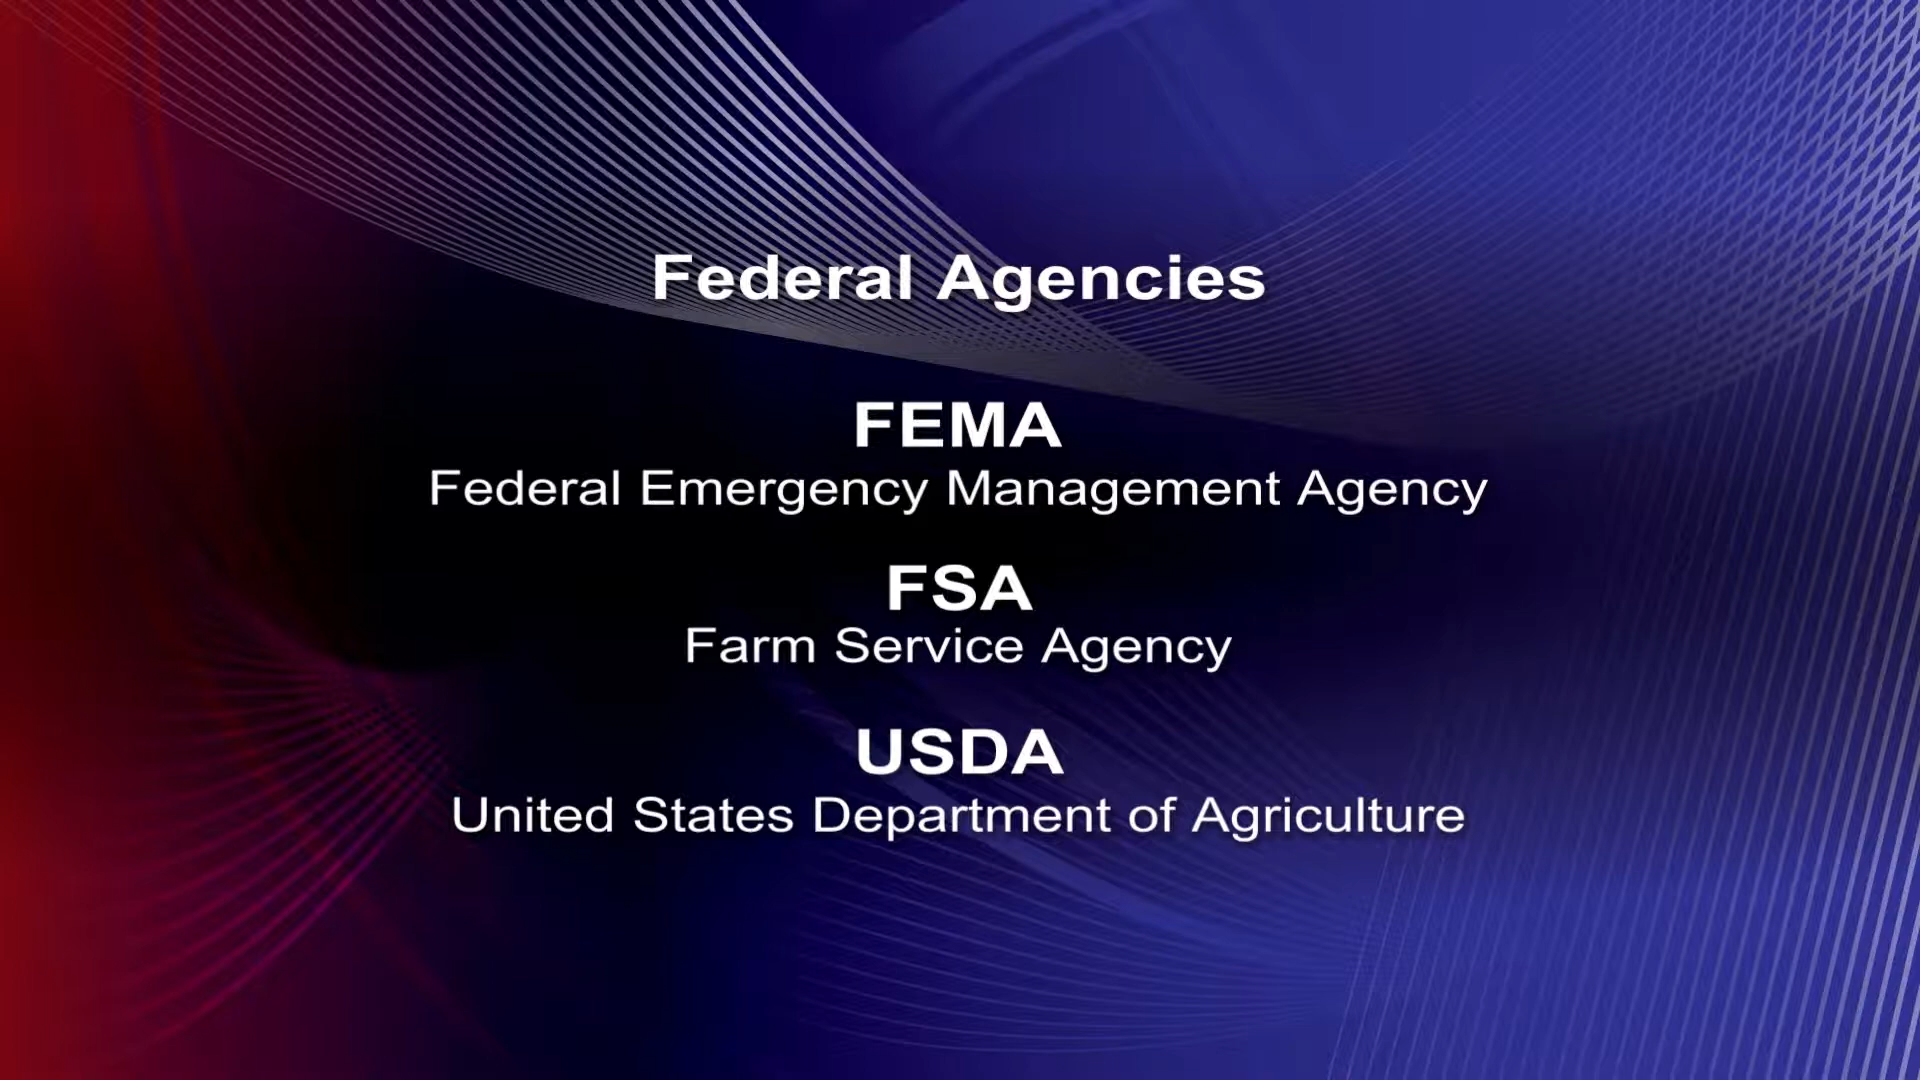 Federal Agencies
FEMA
Federal Emergency Management Agency
FSA
Farm Service Agency
USDA
United States Department of Agriculture